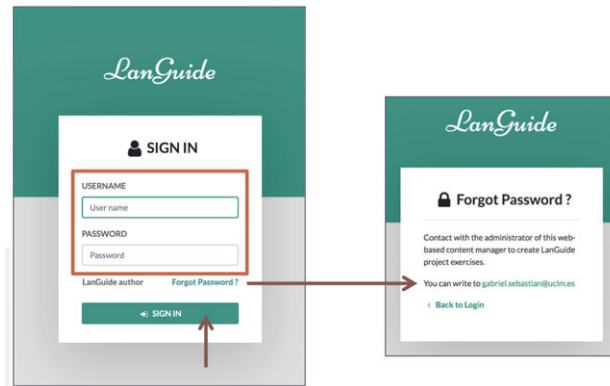 LanGuide
SIGN IN
USERNAME
User name
PASSWORD
Password
LanGuide author Forgot Password ?
SIGN IN
LanGuide
Forgot Password ?
Contact with the administrator of this web-
based content manager to create LanGuide
project exercises.
You can write to gabriel.sebastian@uclm.es
< Back to Login